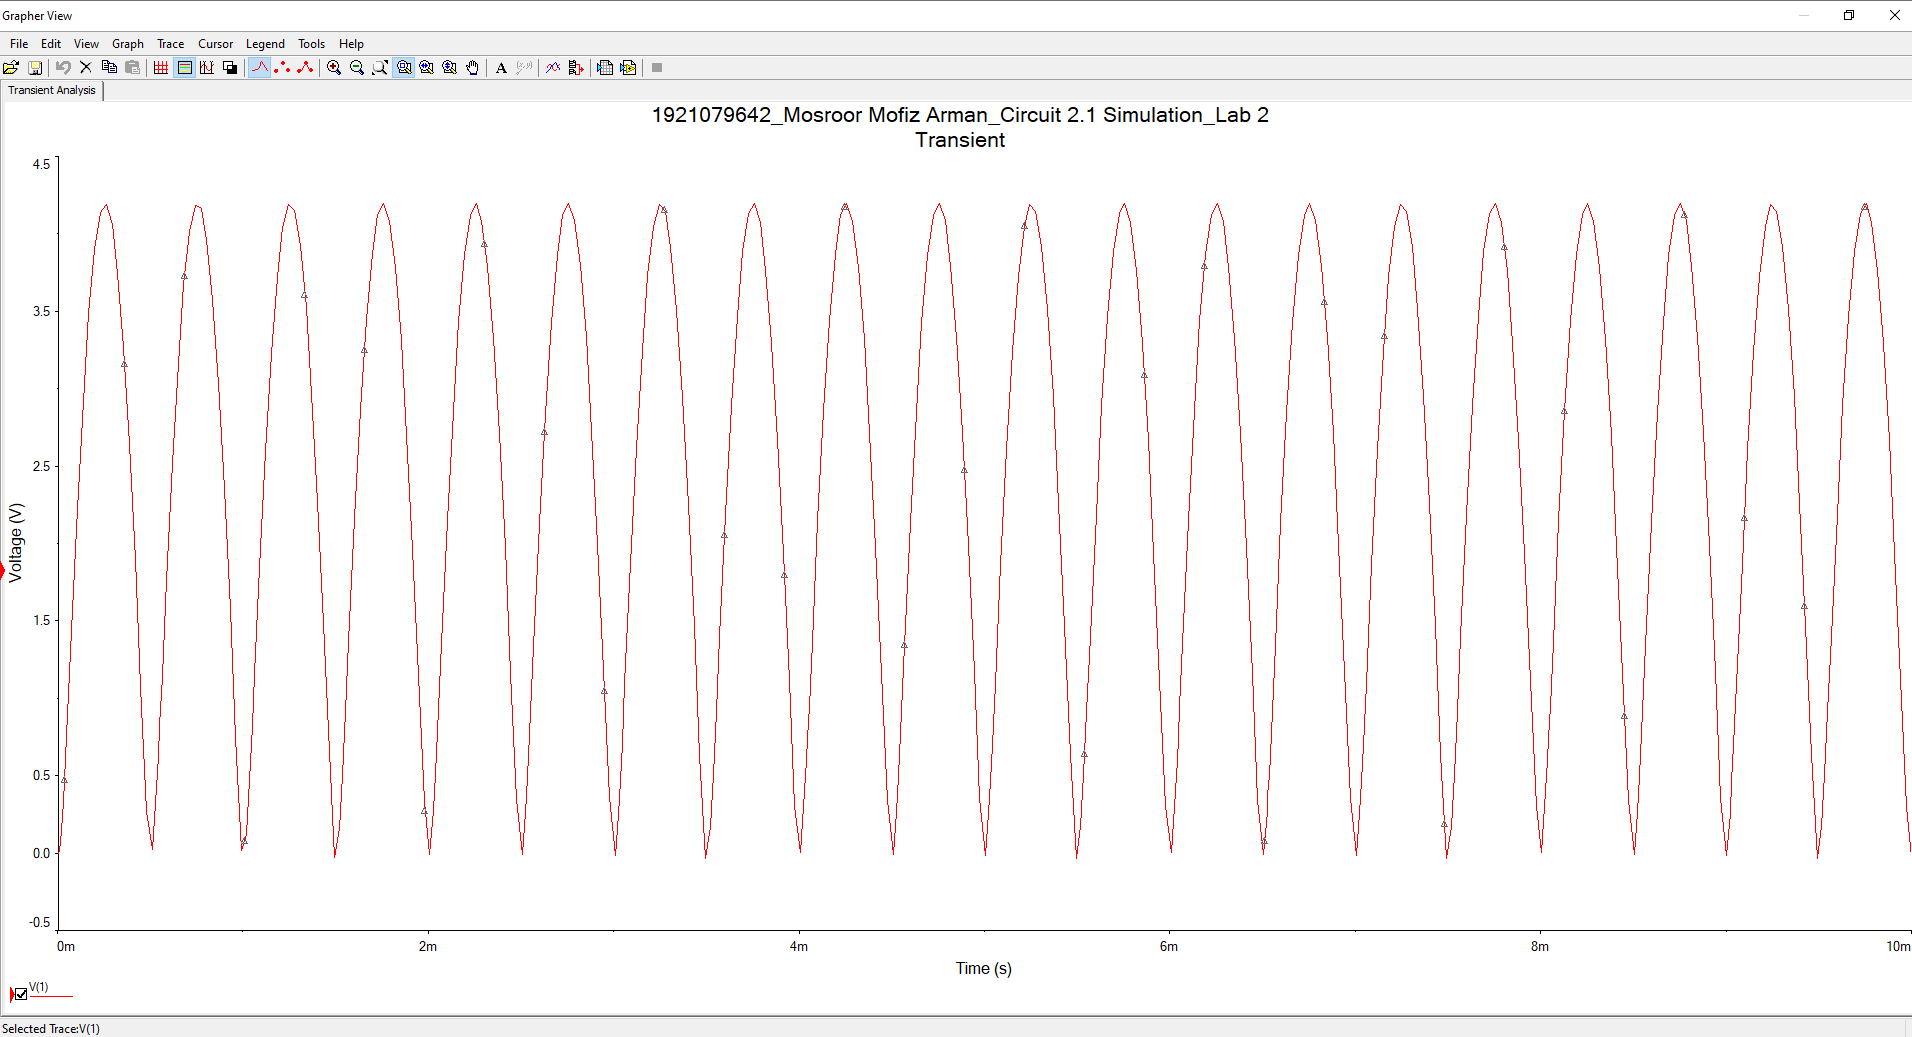 Grapher View
File Edit View Graph Trace Cursor Legend Tools Help
A
Transient Analysis
1921079642_Mosroor Mofiz Arman_Circuit 2.1 Simulation_Lab 2
Transient
4.5
3.5
2.5
1.5
0.5
0.0
-0.5
Voltage (V)
0m 2m 4m 6m 8m 10m
Time (s)
V(1)
Selected Trace:V(1)